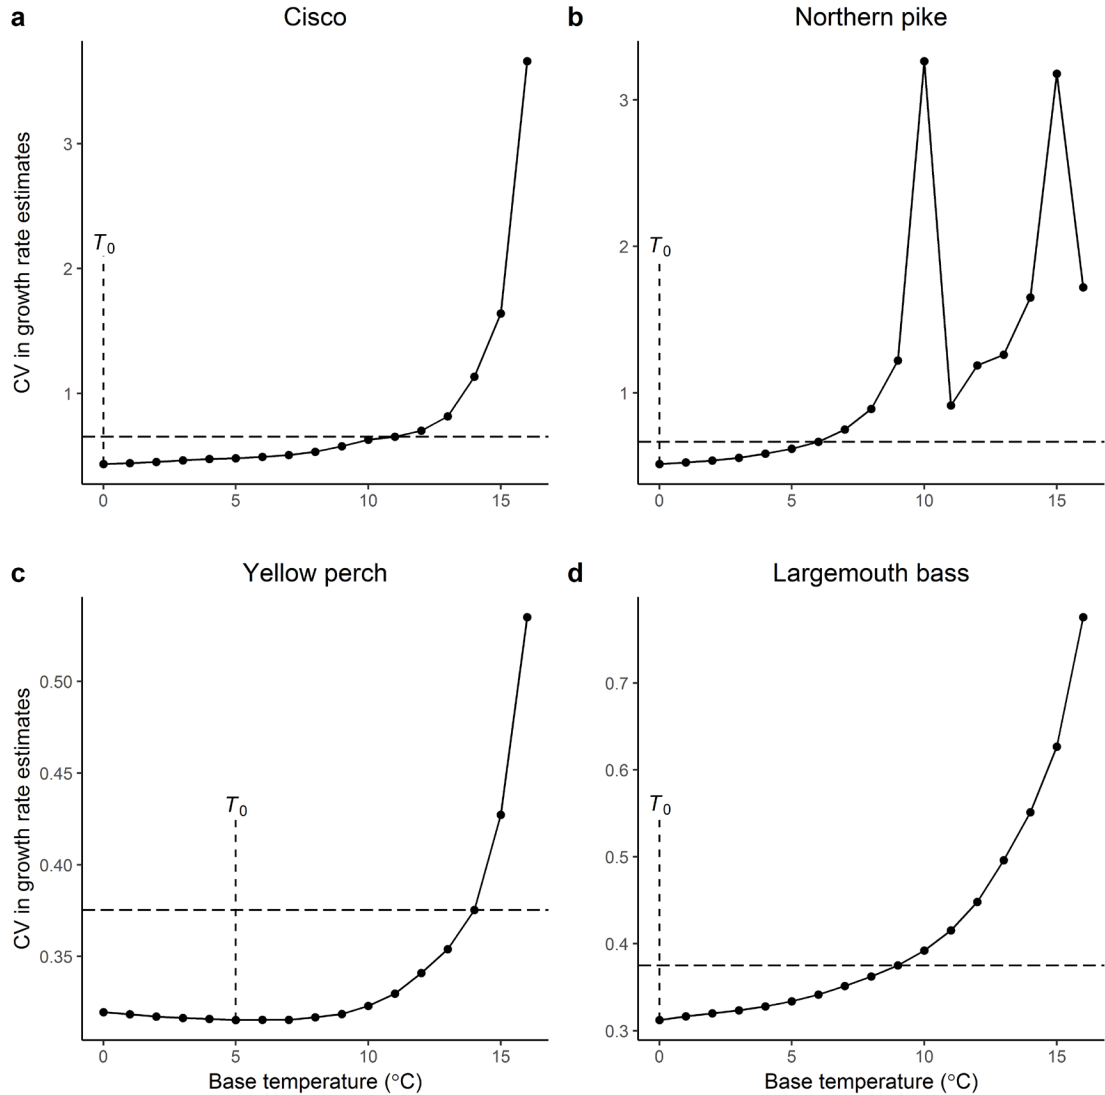 a Cisco
CV in growth rate estimates
3
2
1
T0
0 5 10 15
b Northern pike
3
2
1
T0
0 5 10 15
c Yellow perch
CV in growth rate estimates
0.50
0.45
0.40
0.35
T0
0 5 10 15
Base temperature (°C)
d Largemouth bass
0.7
0.6
0.5
0.4
0.3
T0
0 5 10 15
Base temperature (°C)